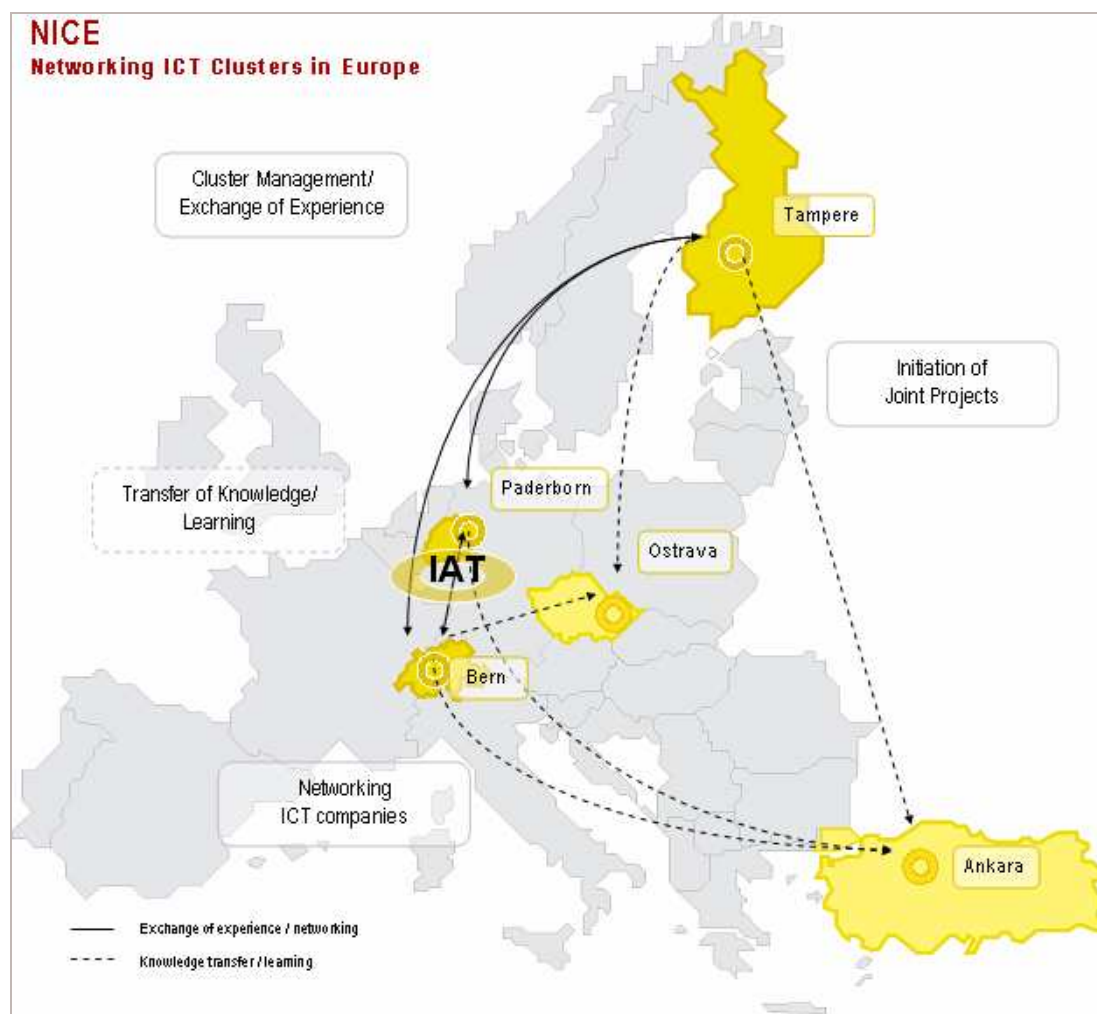 NICE
Networking ICT Clusters in Europe
Cluster Management/
Exchange of Experience
Tampere
Initiation of
Joint Projects
Paderborn
Transfer of Knowledge/
Learning
Ostrava
IAT
Bern
Networking
ICT companies
Ankara
Exchange of experience / networking
Knowledge transfer / learning